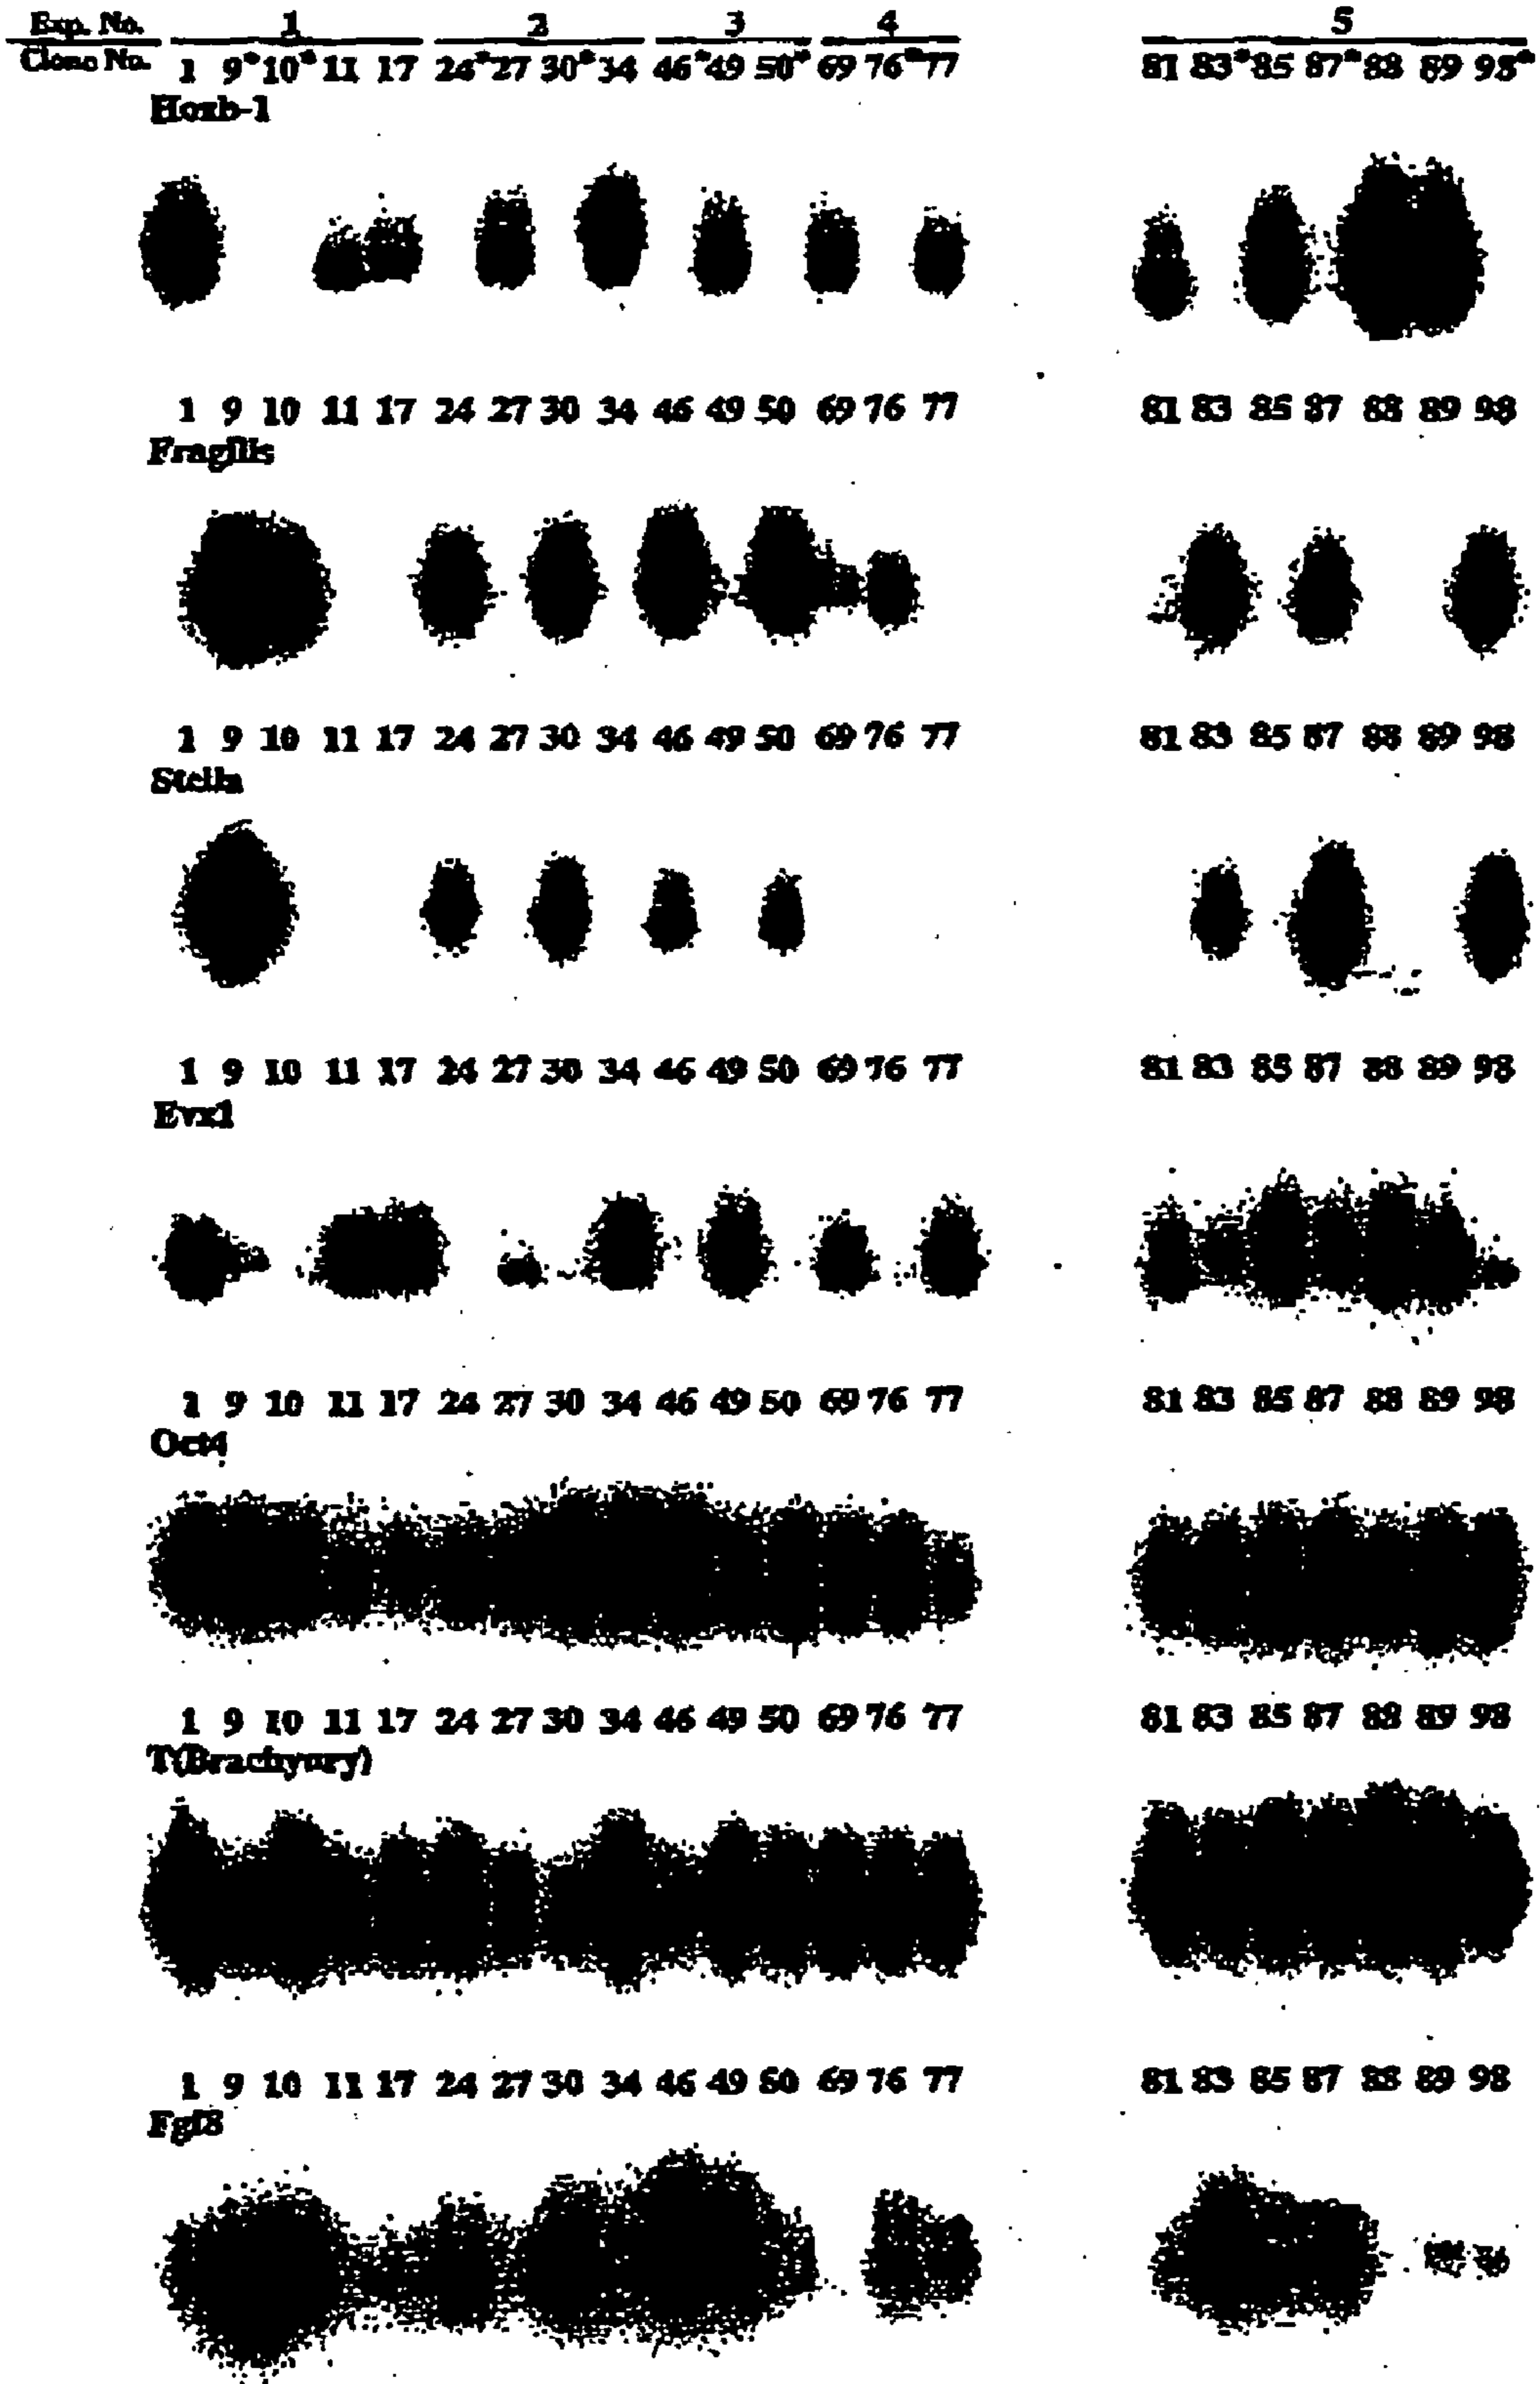 Exp. No. 1 2 3 4 5
Clone No. 1 9* 10* 11 17 24* 27 30* 34 46* 49 50* 69 76* 77 81 83* 85 87* 88 89 98*
Hoxb-1
1 9 10 11 17 24 27 30 34 46 49 50 69 76 77 81 83 85 87 88 89 98
Fragilis
1 9 10 11 17 24 27 30 34 46 49 50 69 76 77 81 83 85 87 88 89 98
Stella
1 9 10 11 17 24 27 30 34 46 49 50 69 76 77 81 83 85 87 88 89 98
Evx1
1 9 10 11 17 24 27 30 34 46 49 50 69 76 77 81 83 85 87 88 89 98
Oct4
1 9 10 11 17 24 27 30 34 46 49 50 69 76 77 81 83 85 87 88 89 98
T(Brachyury)
1 9 10 11 17 24 27 30 34 46 49 50 69 76 77 81 83 85 87 88 89 98
Fgf8